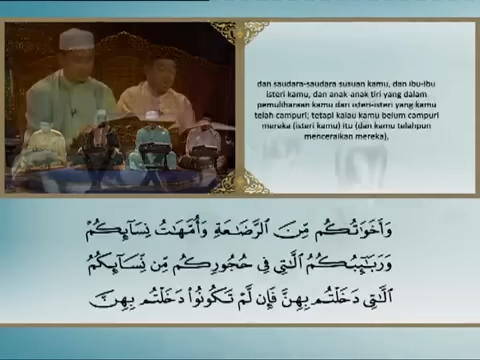 dan saudara-saudara susuan kamu, dan ibu-ibu
isteri kamu, dan anak-anak tiri yang dalam
pemuliharaan kamu dari isteri-isteri yang kamu
telah campuri; tetapi kalau kamu belum campuri
mereka (isteri kamu) itu (dan kamu telahpun
menceraikan mereka),
وَأَخَوَٰتُكُم مِّنَ ٱلرَّضَٰعَةِ وَأُمَّهَٰتُ نِسَآئِكُمْ
وَرَبَٰٓئِبُكُمُ ٱلَّٰتِى فِى حُجُورِكُم مِّن نِّسَآئِكُمُ
ٱلَّٰتِى دَخَلْتُم بِهِنَّ فَإِن لَّمْ تَكُونُوا۟ دَخَلْتُم بِهِنَّ